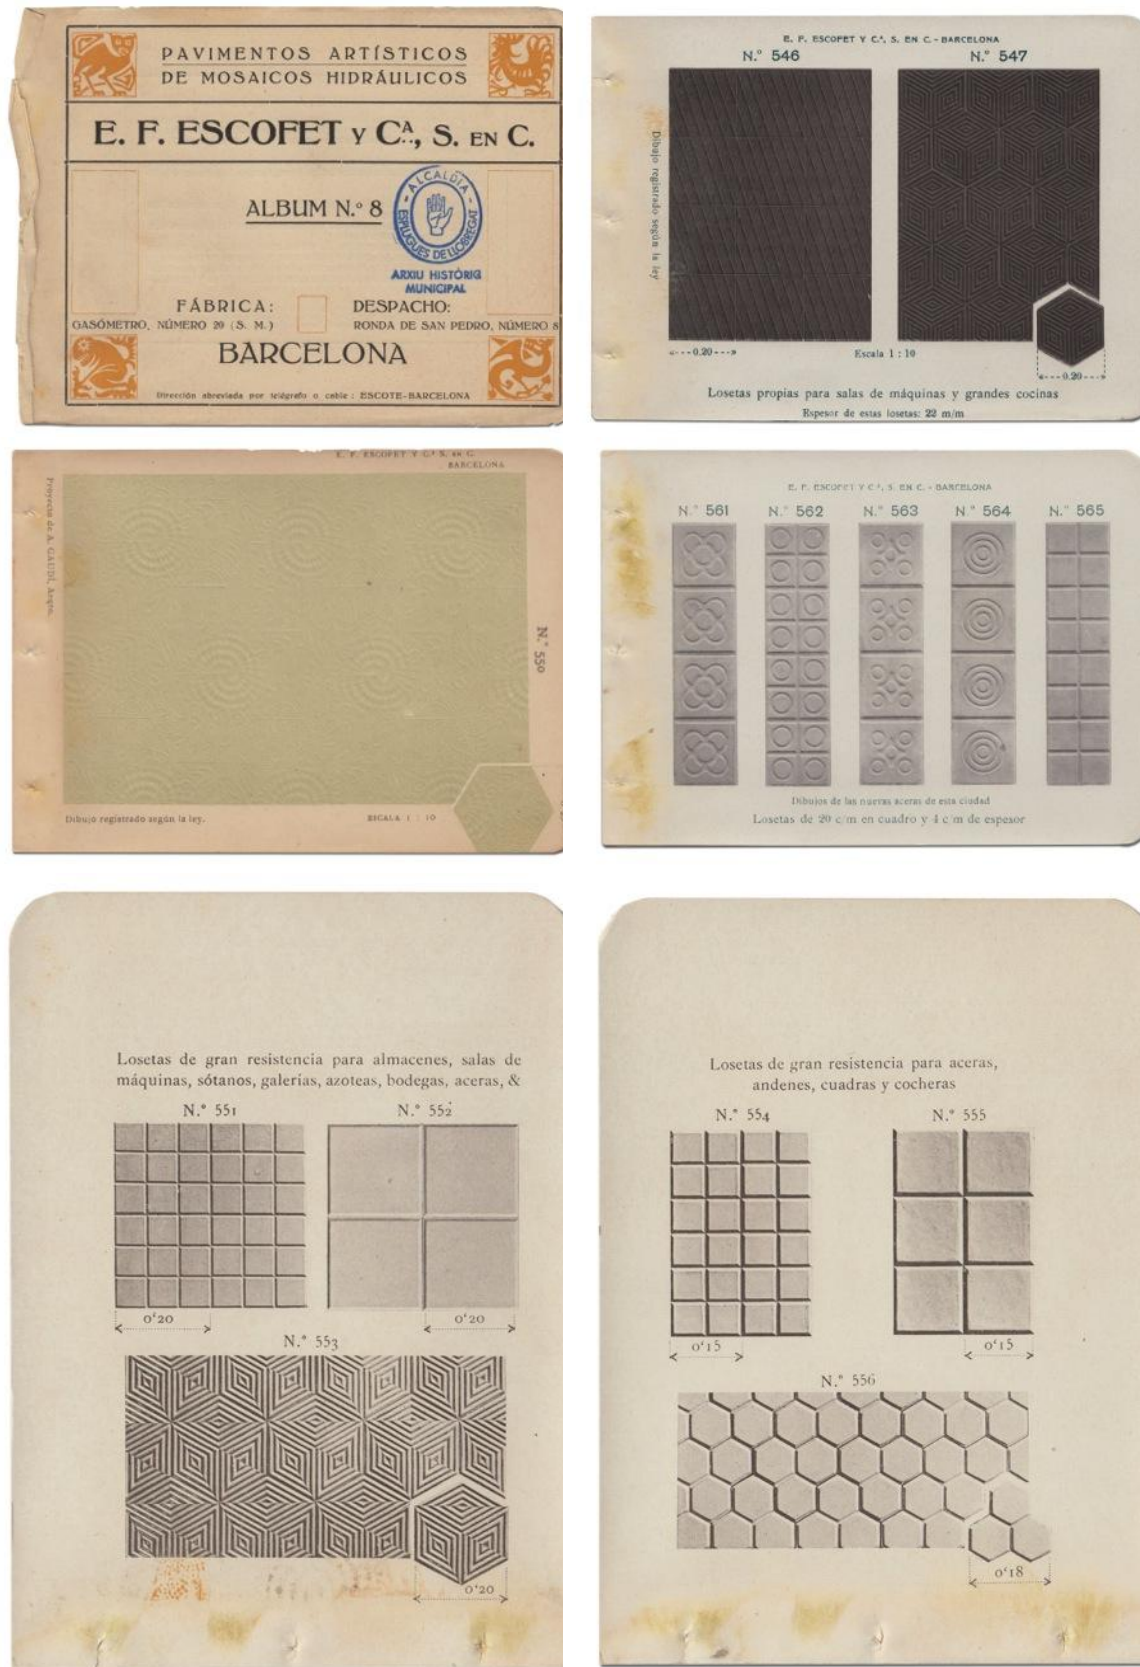 PAVIMENTOS ARTÍSTICOS
DE MOSAICOS HIDRÁULICOS
E. F. ESCOFET Y Cª., S. EN C.
ALBUM N.º 8
ALCALDÍA
ESPLUGUES DE LLOBREGAT
ARXIU HISTÒRIG
MUNICIPAL
FÁBRICA:
GASÓMETRO, NÚMERO 20 (S. M.)
DESPACHO:
RONDA DE SAN PEDRO, NÚMERO 8
BARCELONA
Dirección abreviada por telégrafo o cable: ESCOTE-BARCELONA
E. F. ESCOFET Y C.ª, S. EN C. - BARCELONA
N.º 546
N.º 547
Dibujo registrado según la ley
0.20
Escala 1 : 10
0.20
Losetas propias para salas de máquinas y grandes cocinas
Espesor de estas losetas: 22 m/m
E. F. ESCOFET Y C.ª S. EN C.
BARCELONA
Proyecto de A. GAUDÍ, Arqto.
N.º 550
Dibujo registrado según la ley.
ESCALA 1 : 10
E. F. ESCOFET Y C.ª, S. EN C. - BARCELONA
N.º 561
N.º 562
N.º 563
N.º 564
N.º 565
Dibujos de las nuevas aceras de esta ciudad
Losetas de 20 c/m en cuadro y 4 c/m de espesor
Losetas de gran resistencia para almacenes, salas de
máquinas, sótanos, galerías, azoteas, bodegas, aceras, &
N.º 551
N.º 552
0'20
0'20
N.º 553
0'20
Losetas de gran resistencia para aceras,
andenes, cuadras y cocheras
N.º 554
N.º 555
0'15
0'15
N.º 556
0'18